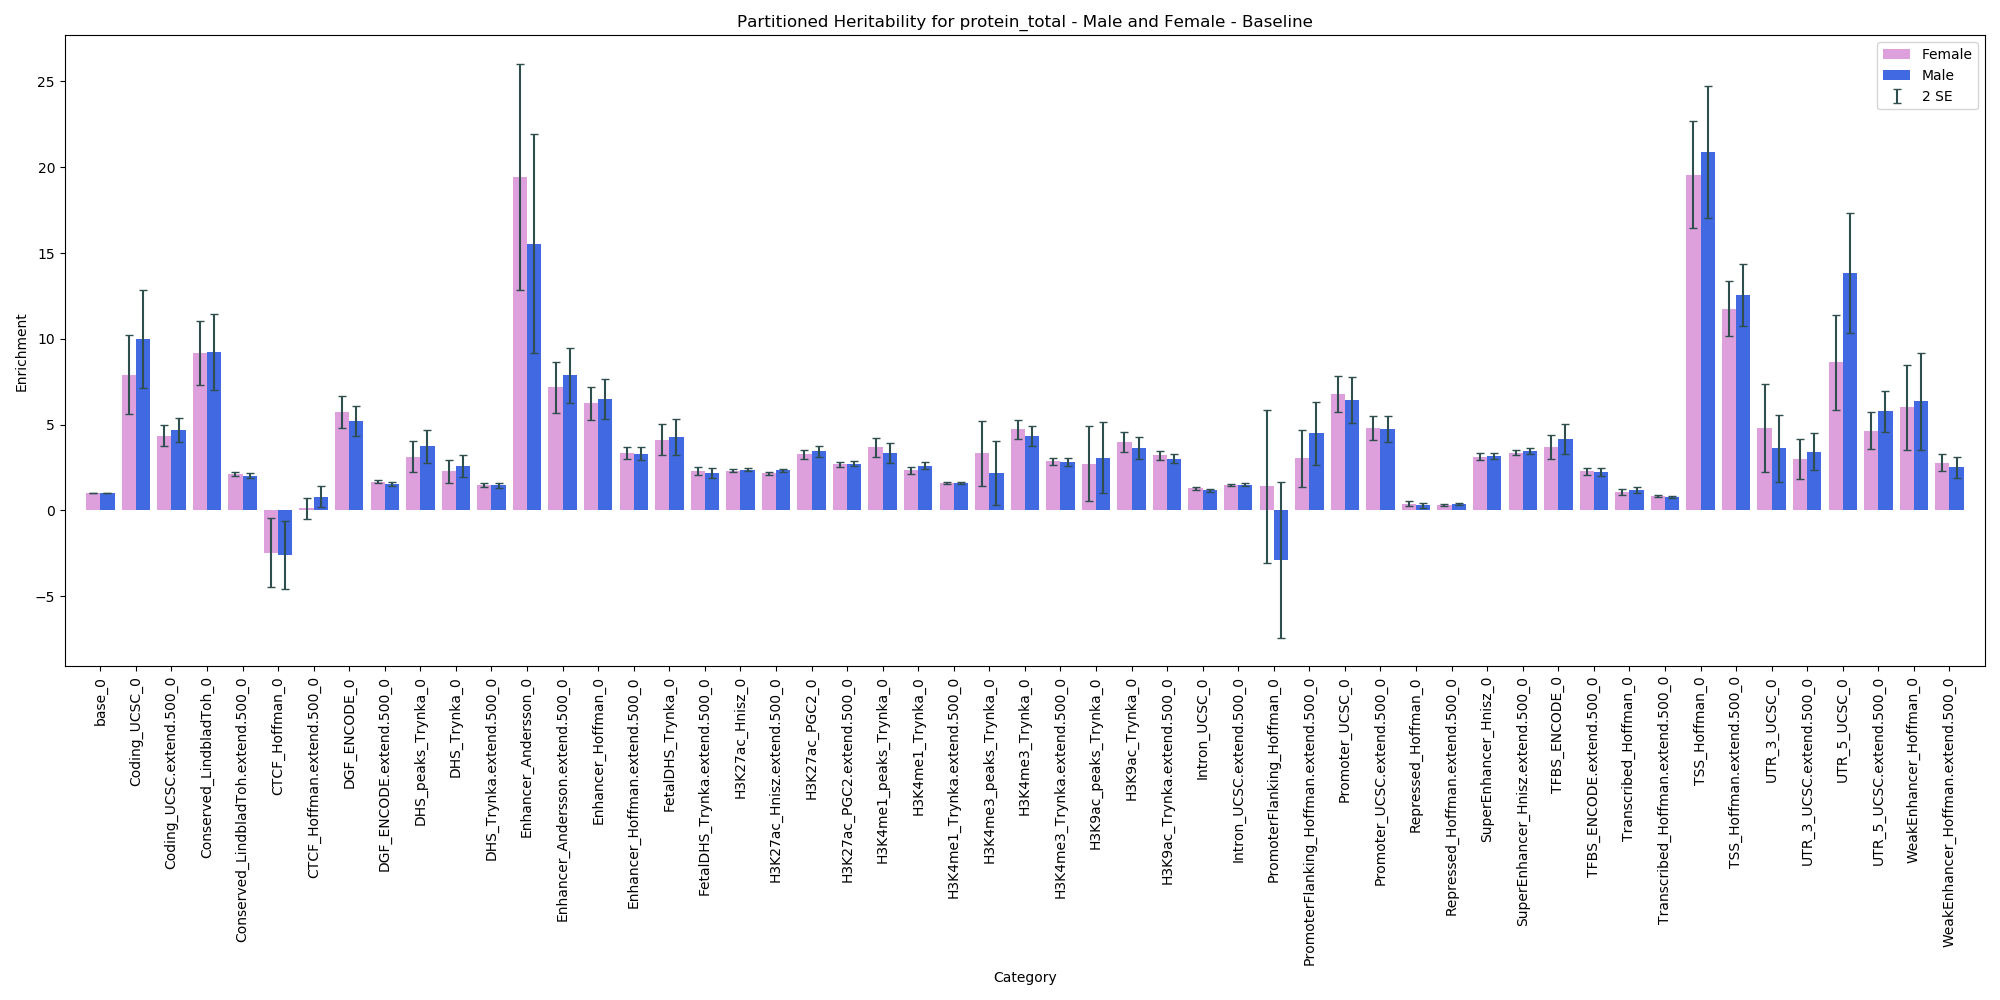 Partitioned Heritability for protein_total - Male and Female - Baseline
Female
Male
2 SE
Enrichment
25
20
15
10
5
0
−5
base_0
Coding_UCSC_0
Coding_UCSC.extend.500_0
Conserved_LindbladToh_0
Conserved_LindbladToh.extend.500_0
CTCF_Hoffman_0
CTCF_Hoffman.extend.500_0
DGF_ENCODE_0
DGF_ENCODE.extend.500_0
DHS_peaks_Trynka_0
DHS_Trynka_0
DHS_Trynka.extend.500_0
Enhancer_Andersson_0
Enhancer_Andersson.extend.500_0
Enhancer_Hoffman_0
Enhancer_Hoffman.extend.500_0
FetalDHS_Trynka_0
FetalDHS_Trynka.extend.500_0
H3K27ac_Hnisz_0
H3K27ac_Hnisz.extend.500_0
H3K27ac_PGC2_0
H3K27ac_PGC2.extend.500_0
H3K4me1_peaks_Trynka_0
H3K4me1_Trynka_0
H3K4me1_Trynka.extend.500_0
H3K4me3_peaks_Trynka_0
H3K4me3_Trynka_0
H3K4me3_Trynka.extend.500_0
H3K9ac_peaks_Trynka_0
H3K9ac_Trynka_0
H3K9ac_Trynka.extend.500_0
Intron_UCSC_0
Intron_UCSC.extend.500_0
PromoterFlanking_Hoffman_0
PromoterFlanking_Hoffman.extend.500_0
Promoter_UCSC_0
Promoter_UCSC.extend.500_0
Repressed_Hoffman_0
Repressed_Hoffman.extend.500_0
SuperEnhancer_Hnisz_0
SuperEnhancer_Hnisz.extend.500_0
TFBS_ENCODE_0
TFBS_ENCODE.extend.500_0
Transcribed_Hoffman_0
Transcribed_Hoffman.extend.500_0
TSS_Hoffman_0
TSS_Hoffman.extend.500_0
UTR_3_UCSC_0
UTR_3_UCSC.extend.500_0
UTR_5_UCSC_0
UTR_5_UCSC.extend.500_0
WeakEnhancer_Hoffman_0
WeakEnhancer_Hoffman.extend.500_0
Category